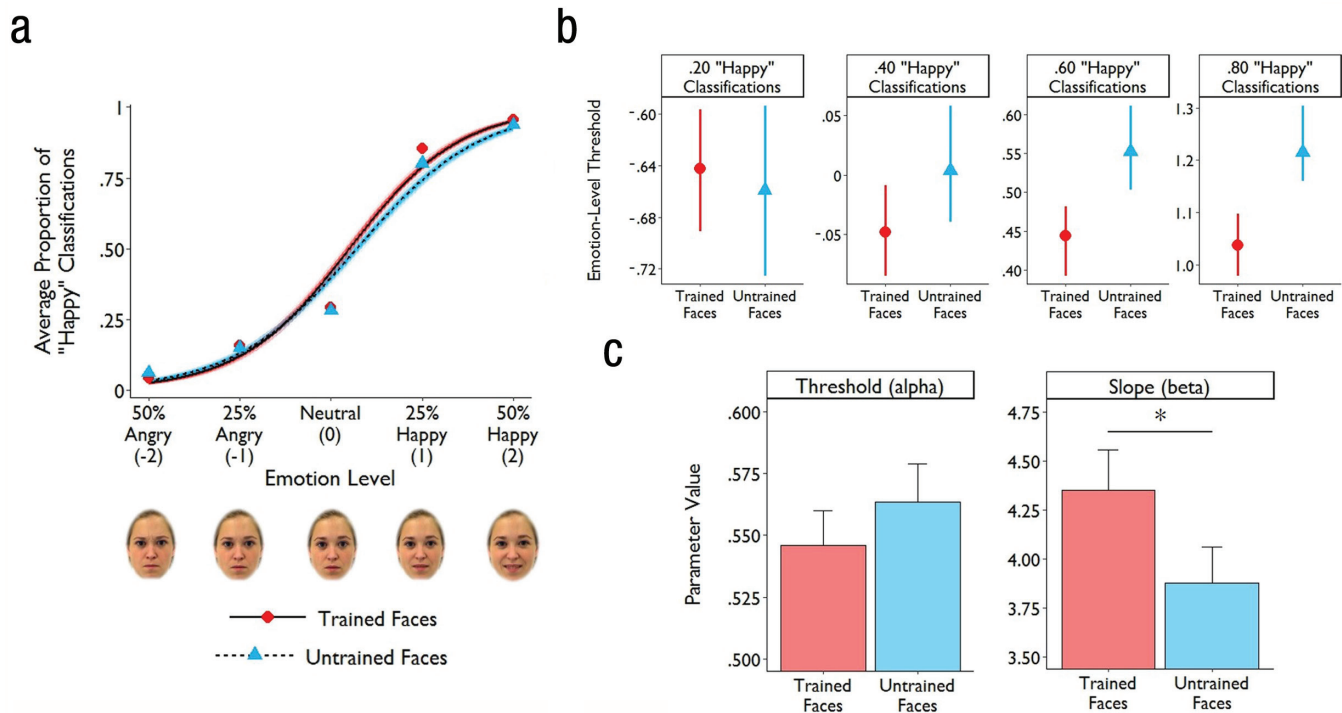 a
Average Proportion of
"Happy" Classifications
1
.75
.50
.25
0
50%
Angry
(-2)
25%
Angry
(-1)
Neutral
(0)
25%
Happy
(1)
50%
Happy
(2)
Emotion Level
Trained Faces
Untrained Faces
b
Emotion-Level Threshold
.20 "Happy"
Classifications
-.60
-.64
-.68
-.72
Trained
Faces
Untrained
Faces
.40 "Happy"
Classifications
.05
0
-.05
Trained
Faces
Untrained
Faces
.60 "Happy"
Classifications
.60
.55
.50
.45
.40
Trained
Faces
Untrained
Faces
.80 "Happy"
Classifications
1.3
1.2
1.1
1.0
Trained
Faces
Untrained
Faces
c
Parameter Value
Threshold (alpha)
.600
.575
.550
.525
.500
Trained
Faces
Untrained
Faces
Slope (beta)
4.75
4.50
4.25
4.00
3.75
3.50
*
Trained
Faces
Untrained
Faces